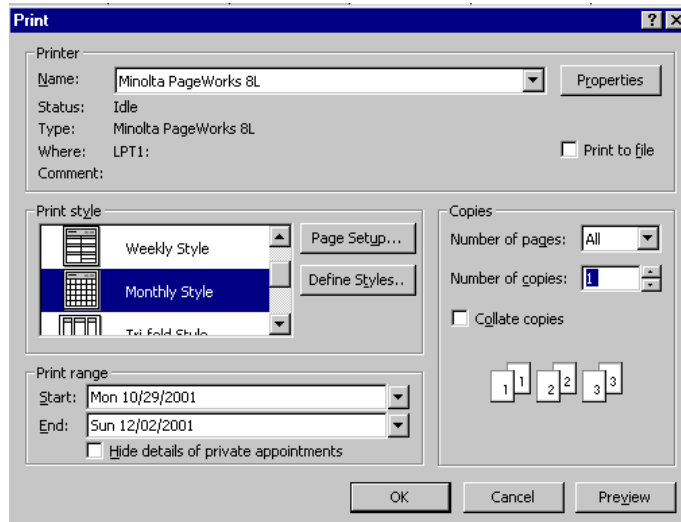 Print
Printer
Name: Minolta PageWorks 8L Properties
Status: Idle
Type: Minolta PageWorks 8L
Where: LPT1: Print to file
Comment:
Print style
Weekly Style
Monthly Style
Tri-fold Style
Page Setup...
Define Styles..
Copies
Number of pages: All
Number of copies: 1
Collate copies
1 1 2 2 3 3
Print range
Start: Mon 10/29/2001
End: Sun 12/02/2001
Hide details of private appointments
OK Cancel Preview